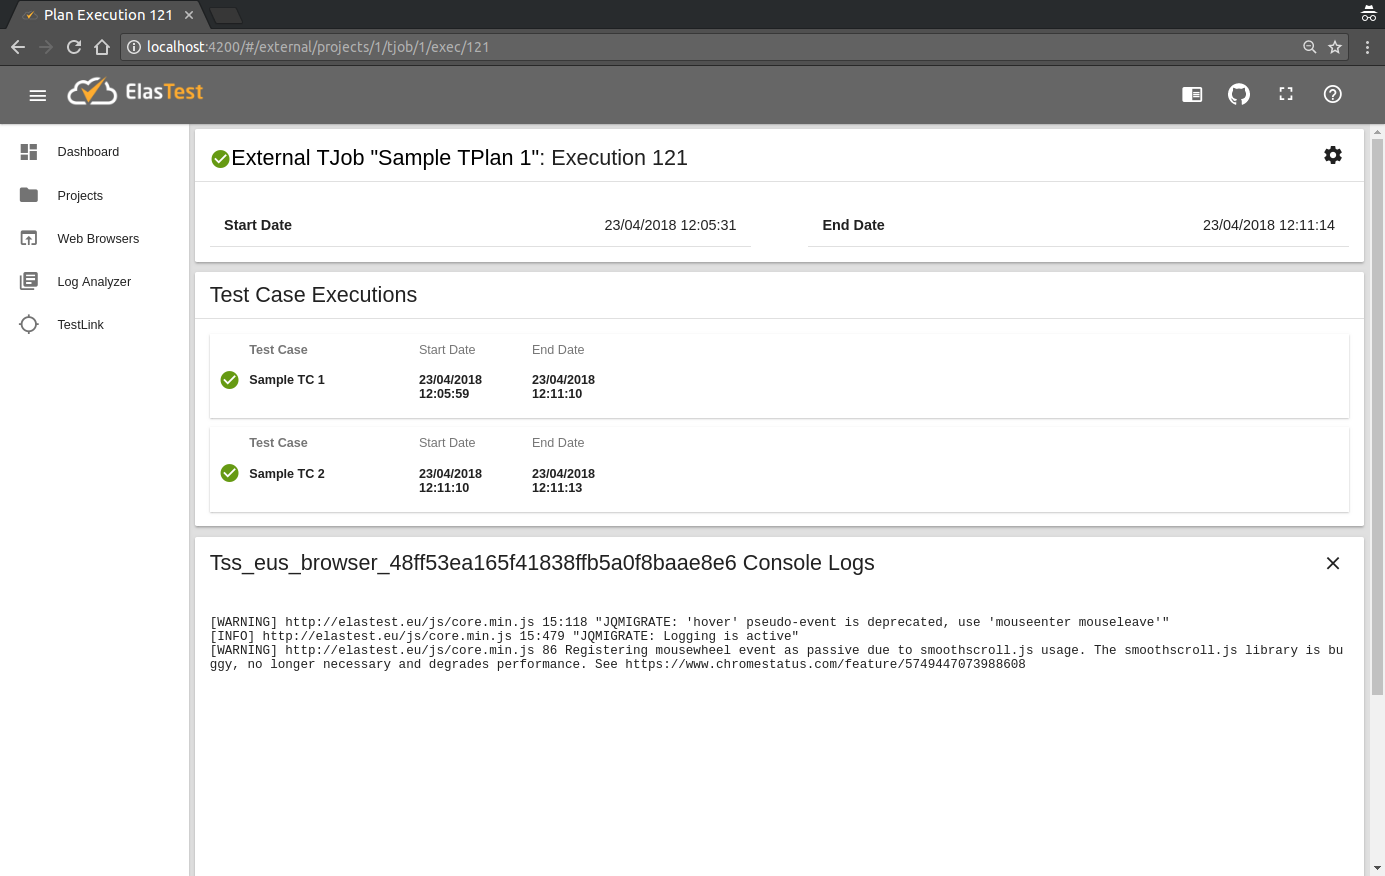 Plan Execution 121
localhost:4200/#/external/projects/1/tjob/1/exec/121
ElasTest
Dashboard
Projects
Web Browsers
Log Analyzer
TestLink
External TJob "Sample TPlan 1": Execution 121
Start Date 23/04/2018 12:05:31 End Date 23/04/2018 12:11:14
Test Case Executions
Test Case Start Date End Date
Sample TC 1 23/04/2018 12:05:59 23/04/2018 12:11:10
Test Case Start Date End Date
Sample TC 2 23/04/2018 12:11:10 23/04/2018 12:11:13
Tss_eus_browser_48ff53ea165f41838ffb5a0f8baae8e6 Console Logs
[WARNING] http://elastest.eu/js/core.min.js 15:118 "JQMIGRATE: 'hover' pseudo-event is deprecated, use 'mouseenter mouseleave'"
[INFO] http://elastest.eu/js/core.min.js 15:479 "JQMIGRATE: Logging is active"
[WARNING] http://elastest.eu/js/core.min.js 86 Registering mousewheel event as passive due to smoothscroll.js usage. The smoothscroll.js library is bu
ggy, no longer necessary and degrades performance. See https://www.chromestatus.com/feature/5749447073988608